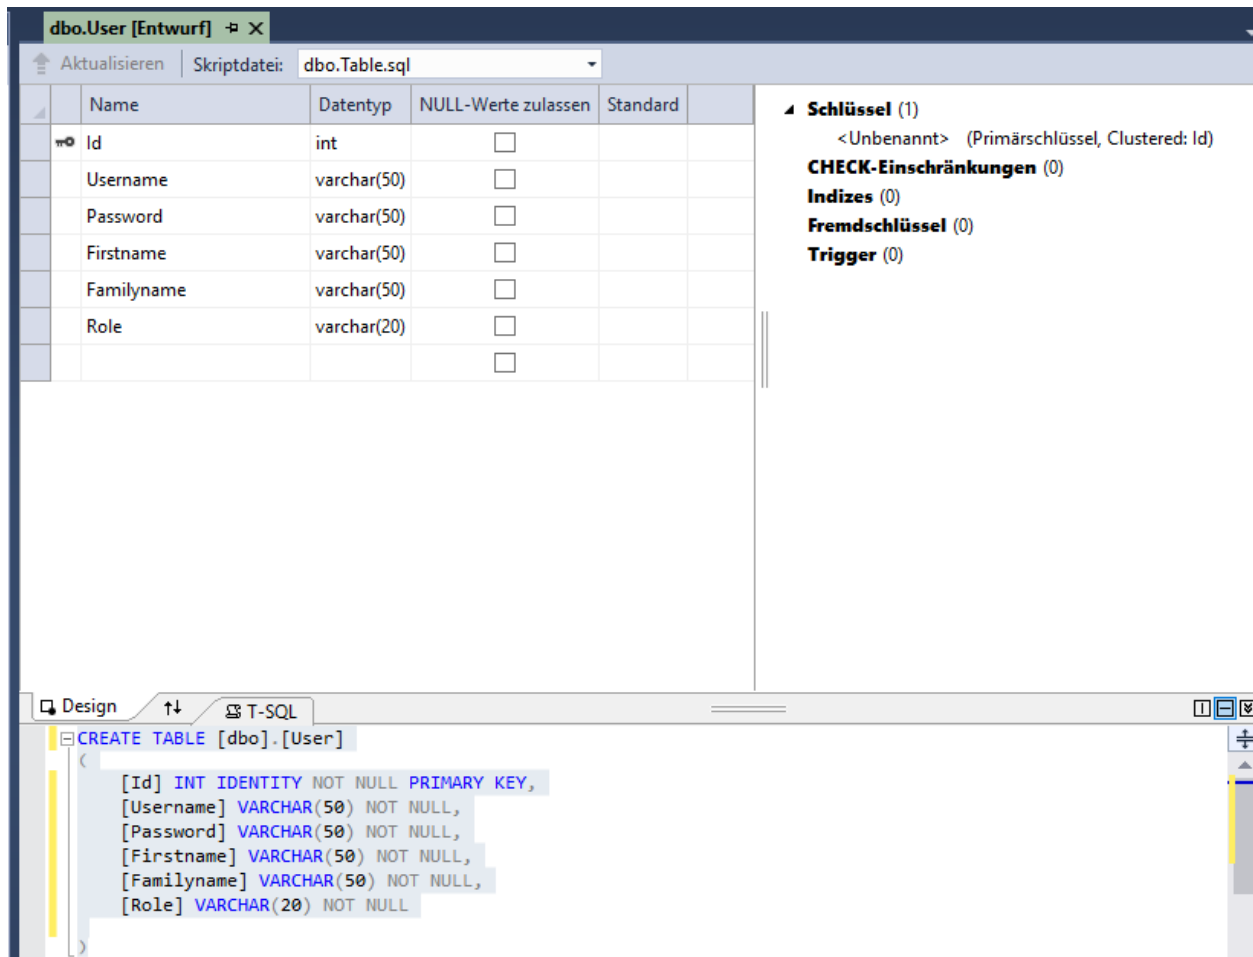 dbo.User [Entwurf]
Aktualisieren Skriptdatei: dbo.Table.sql
Name Datentyp NULL-Werte zulassen Standard
Id int
Username varchar(50)
Password varchar(50)
Firstname varchar(50)
Familyname varchar(50)
Role varchar(20)
Schlüssel (1)
<Unbenannt> (Primärschlüssel, Clustered: Id)
CHECK-Einschränkungen (0)
Indizes (0)
Fremdschlüssel (0)
Trigger (0)
Design T-SQL
CREATE TABLE [dbo].[User]
(
[Id] INT IDENTITY NOT NULL PRIMARY KEY,
[Username] VARCHAR(50) NOT NULL,
[Password] VARCHAR(50) NOT NULL,
[Firstname] VARCHAR(50) NOT NULL,
[Familyname] VARCHAR(50) NOT NULL,
[Role] VARCHAR(20) NOT NULL
)